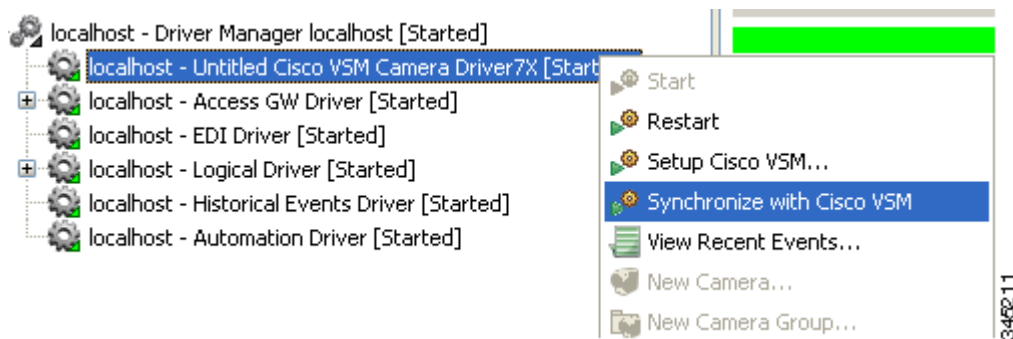 localhost - Driver Manager localhost [Started]
localhost - Untitled Cisco VSM Camera Driver7X [Start
localhost - Access GW Driver [Started]
localhost - EDI Driver [Started]
localhost - Logical Driver [Started]
localhost - Historical Events Driver [Started]
localhost - Automation Driver [Started]
Start
Restart
Setup Cisco VSM...
Synchronize with Cisco VSM
View Recent Events...
New Camera...
New Camera Group...
345211